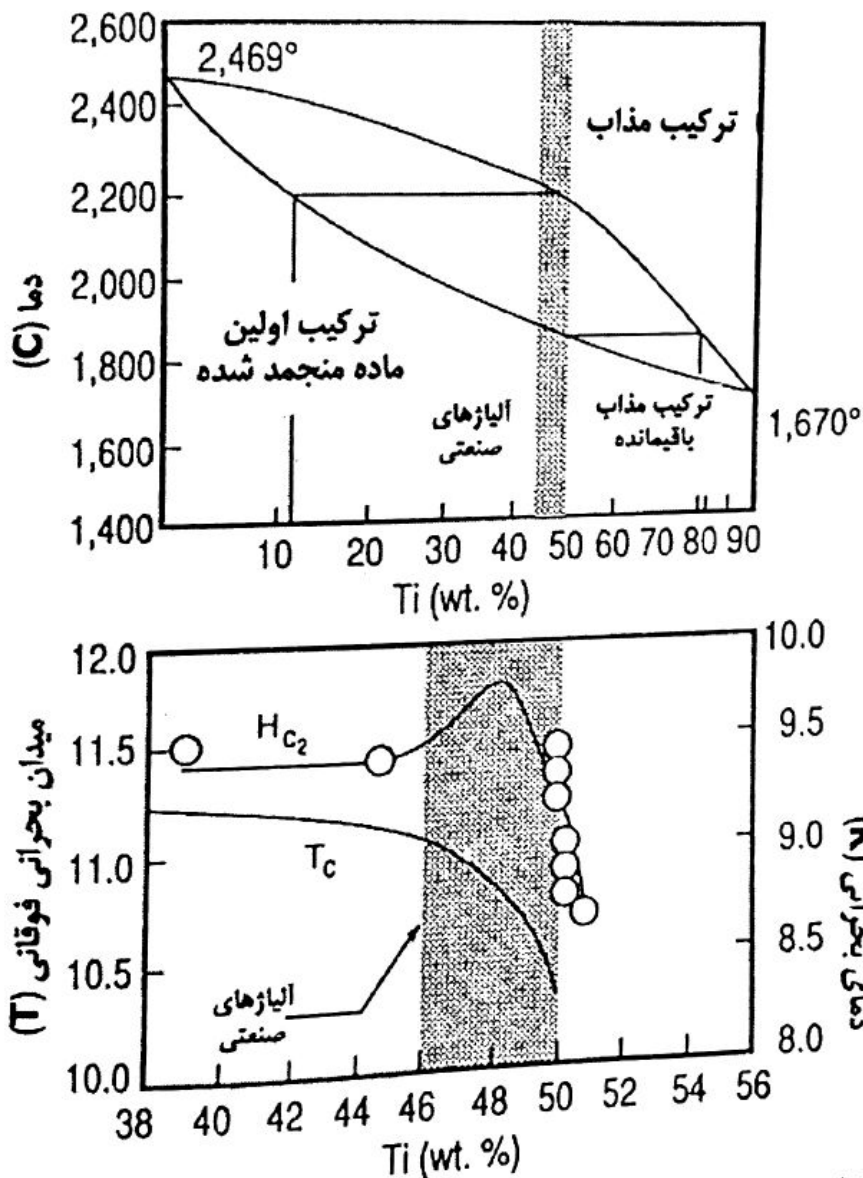 2,600
2,469°
2,400
2,200
2,000
1,800
1,600
1,400
دما (C)
ترکیب مذاب
ترکیب اولین
ماده منجمد شده
آلیاژهای
صنعتی
ترکیب مذاب
باقیمانده
1,670°
10 20 30 40 50 60 70 80 90
Ti (wt. %)
12.0
11.5
11.0
10.5
10.0
میدان بحرانی فوقانی (T)
Hc₂
Tc
آلیاژهای
صنعتی
10.0
9.5
9.0
8.5
8.0
دمای بحرانی (K)
38 40 42 44 46 48 50 52 54 56
Ti (wt. %)